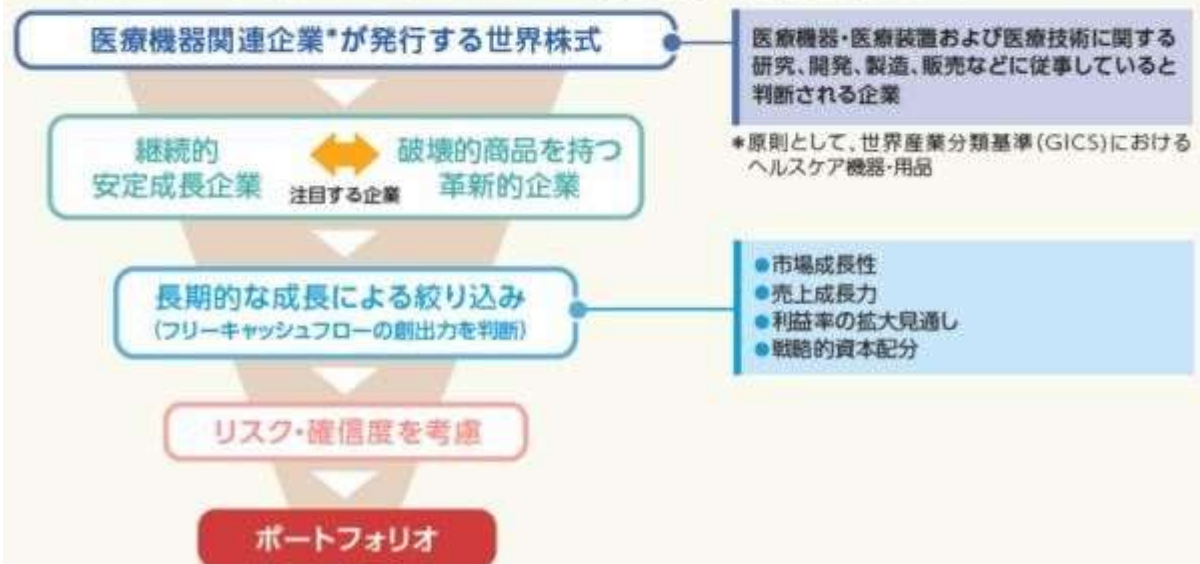 医療機器関連企業*が発行する世界株式
医療機器・医療装置および医療技術に関する
研究、開発、製造、販売などに従事していると
判断される企業
*原則として、世界産業分類基準(GICS)における
ヘルスケア機器・用品
継続的
安定成長企業
注目する企業
破壊的商品を持つ
革新的企業
長期的な成長による絞り込み
(フリーキャッシュフローの創出力を判断)
●市場成長性
●売上成長力
●利益率の拡大見通し
●戦略的資本配分
リスク・確信度を考慮
ポートフォリオ